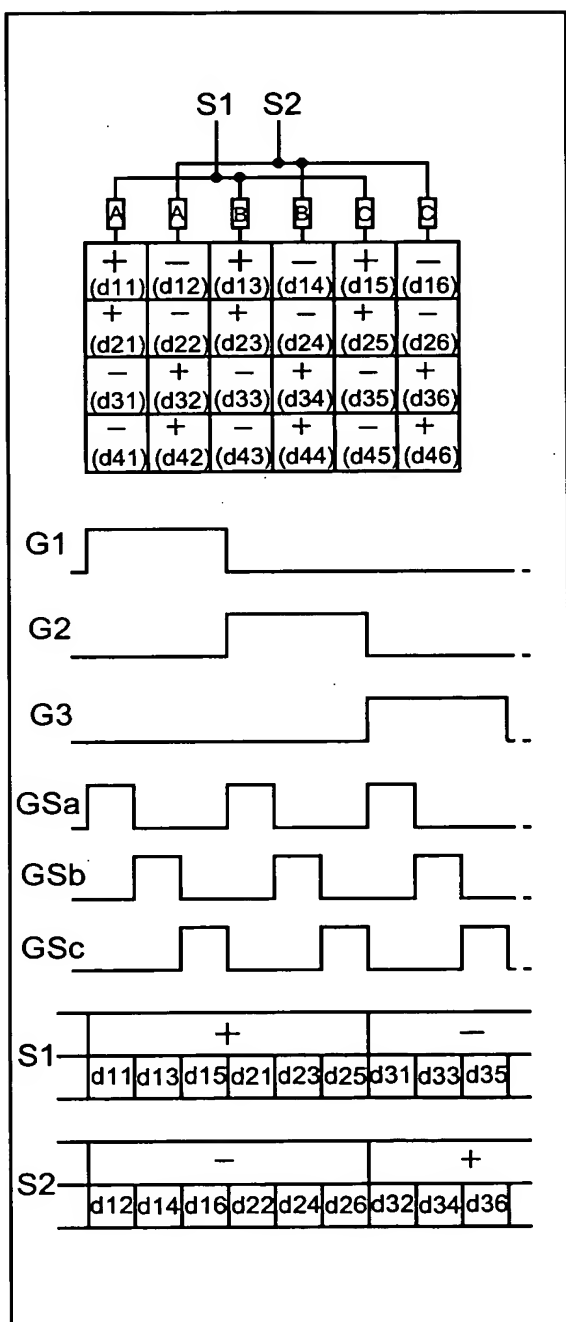 S1 S2
A A B B C C
+ − + − + −
(d11) (d12) (d13) (d14) (d15) (d16)
+ − + − + −
(d21) (d22) (d23) (d24) (d25) (d26)
− + − + − +
(d31) (d32) (d33) (d34) (d35) (d36)
− + − + − +
(d41) (d42) (d43) (d44) (d45) (d46)
G1
G2
G3
GSa
GSb
GSc
+ −
S1
d11 d13 d15 d21 d23 d25 d31 d33 d35
− +
S2
d12 d14 d16 d22 d24 d26 d32 d34 d36